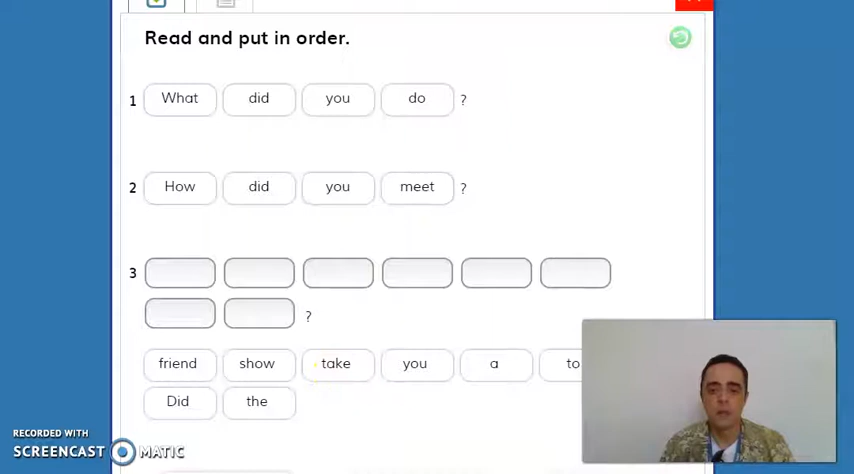 Read and put in order.
1 What did you do ?
2 How did you meet ?
3
?
friend show take you a to
Did the
RECORDED WITH
SCREENCAST MATIC